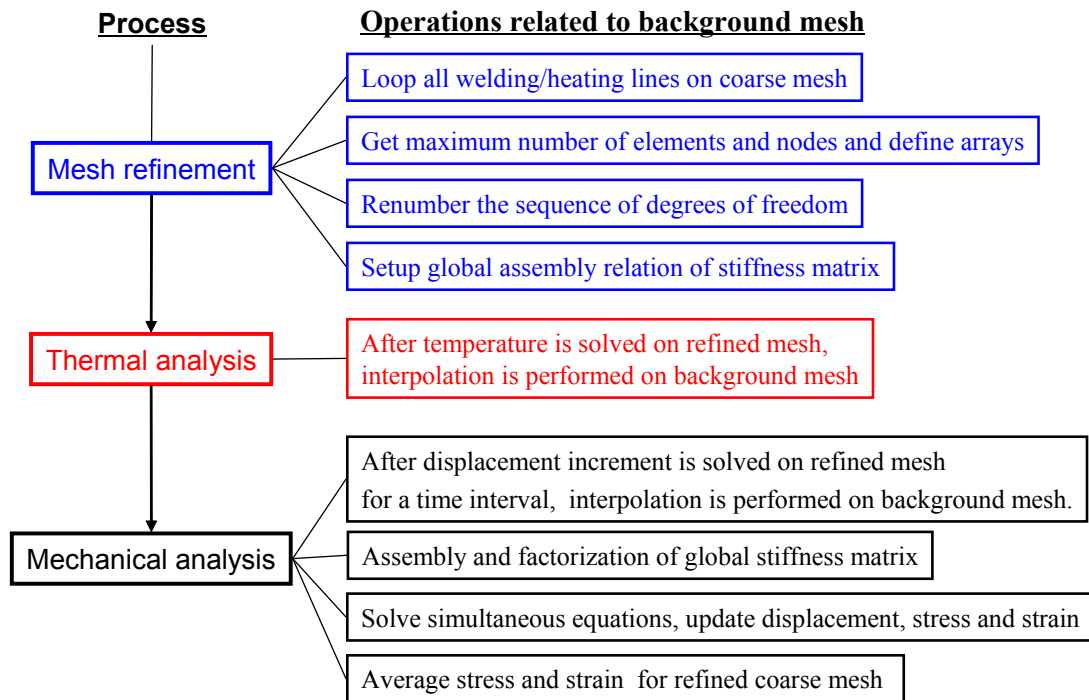 Process
Operations related to background mesh
Loop all welding/heating lines on coarse mesh
Get maximum number of elements and nodes and define arrays
Mesh refinement
Renumber the sequence of degrees of freedom
Setup global assembly relation of stiffness matrix
Thermal analysis
After temperature is solved on refined mesh,
interpolation is performed on background mesh
After displacement increment is solved on refined mesh
for a time interval, interpolation is performed on background mesh.
Mechanical analysis
Assembly and factorization of global stiffness matrix
Solve simultaneous equations, update displacement, stress and strain
Average stress and strain for refined coarse mesh